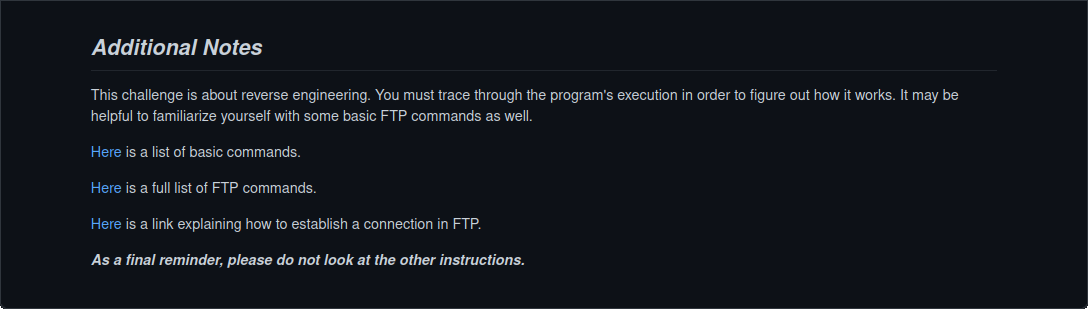 Additional Notes
This challenge is about reverse engineering. You must trace through the program's execution in order to figure out how it works. It may be
helpful to familiarize yourself with some basic FTP commands as well.
Here is a list of basic commands.
Here is a full list of FTP commands.
Here is a link explaining how to establish a connection in FTP.
As a final reminder, please do not look at the other instructions.